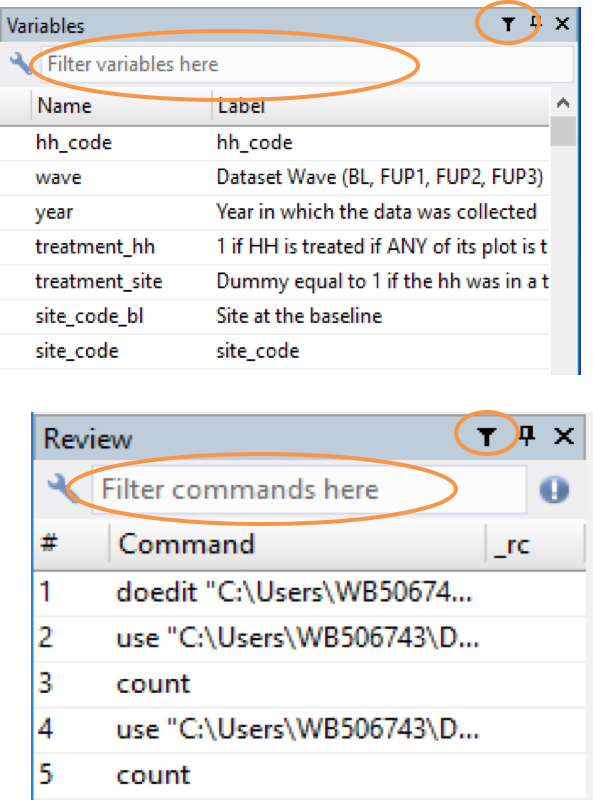 Variables
Filter variables here
Name Label
hh_code hh_code
wave Dataset Wave (BL, FUP1, FUP2, FUP3)
year Year in which the data was collected
treatment_hh 1 if HH is treated if ANY of its plot is t
treatment_site Dummy equal to 1 if the hh was in a t
site_code_bl Site at the baseline
site_code site_code
Review
Filter commands here
# Command _rc
1 doedit "C:\Users\WB50674...
2 use "C:\Users\WB506743\D...
3 count
4 use "C:\Users\WB506743\D...
5 count